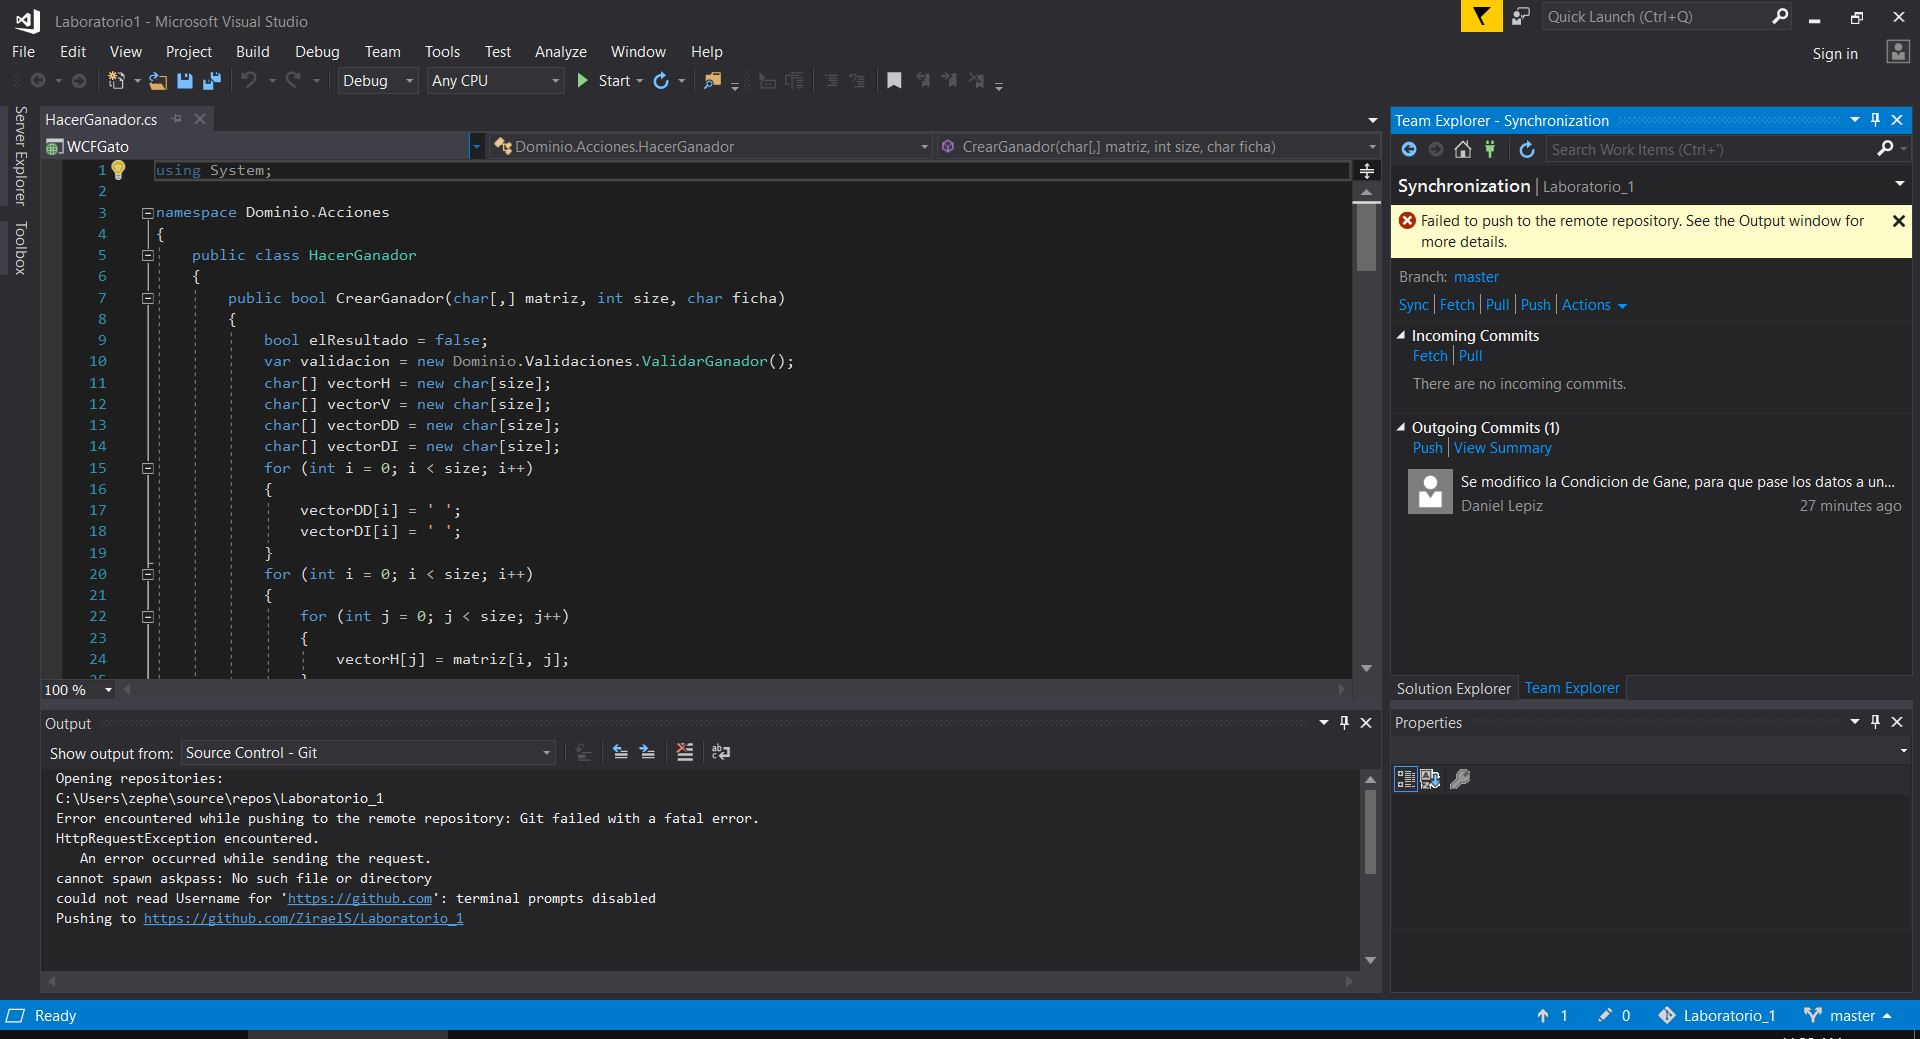 Laboratorio1 - Microsoft Visual Studio
Quick Launch (Ctrl+Q)
File Edit View Project Build Debug Team Tools Test Analyze Window Help
Sign in
Debug Any CPU Start
Server Explorer
Toolbox
HacerGanador.cs
WCFGato Dominio.Acciones.HacerGanador CrearGanador(char[,] matriz, int size, char ficha)
1 using System;
2
3 namespace Dominio.Acciones
4 {
5 public class HacerGanador
6 {
7 public bool CrearGanador(char[,] matriz, int size, char ficha)
8 {
9 bool elResultado = false;
10 var validacion = new Dominio.Validaciones.ValidarGanador();
11 char[] vectorH = new char[size];
12 char[] vectorV = new char[size];
13 char[] vectorDD = new char[size];
14 char[] vectorDI = new char[size];
15 for (int i = 0; i < size; i++)
16 {
17 vectorDD[i] = ' ';
18 vectorDI[i] = ' ';
19 }
20 for (int i = 0; i < size; i++)
21 {
22 for (int j = 0; j < size; j++)
23 {
24 vectorH[j] = matriz[i, j];
100 %
Output
Show output from: Source Control - Git
Opening repositories:
C:\Users\zephe\source\repos\Laboratorio_1
Error encountered while pushing to the remote repository: Git failed with a fatal error.
HttpRequestException encountered.
An error occurred while sending the request.
cannot spawn askpass: No such file or directory
could not read Username for 'https://github.com': terminal prompts disabled
Pushing to https://github.com/ZiraelS/Laboratorio_1
Team Explorer - Synchronization
Search Work Items (Ctrl+')
Synchronization | Laboratorio_1
Failed to push to the remote repository. See the Output window for
more details.
Branch: master
Sync | Fetch | Pull | Push | Actions
Incoming Commits
Fetch | Pull
There are no incoming commits.
Outgoing Commits (1)
Push | View Summary
Se modifico la Condicion de Gane, para que pase los datos a un...
Daniel Lepiz 27 minutes ago
Solution Explorer Team Explorer
Properties
Ready
1 0 Laboratorio_1 master